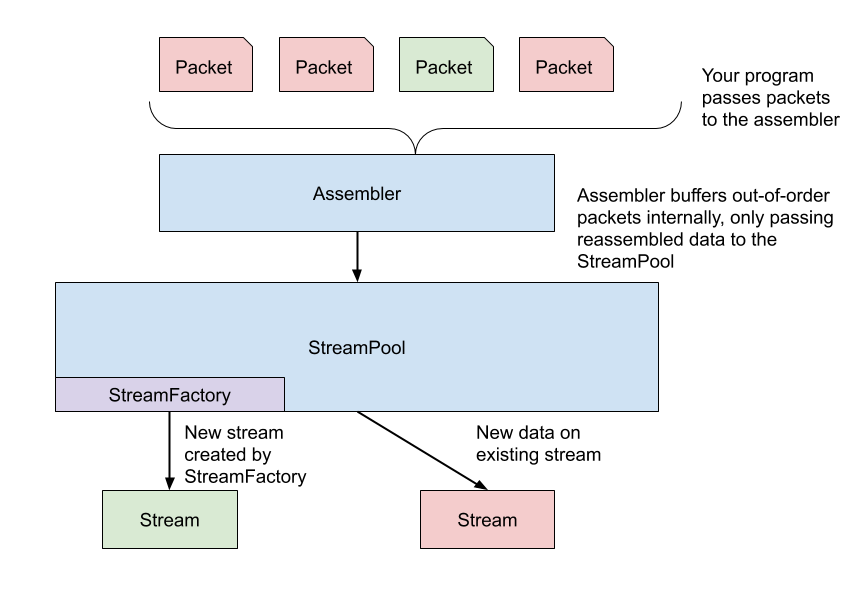 Packet
Packet
Packet
Packet
Your program
passes packets
to the assembler
Assembler
Assembler buffers out-of-order
packets internally, only passing
reassembled data to the
StreamPool
StreamPool
StreamFactory
New stream
created by
StreamFactory
New data on
existing stream
Stream
Stream